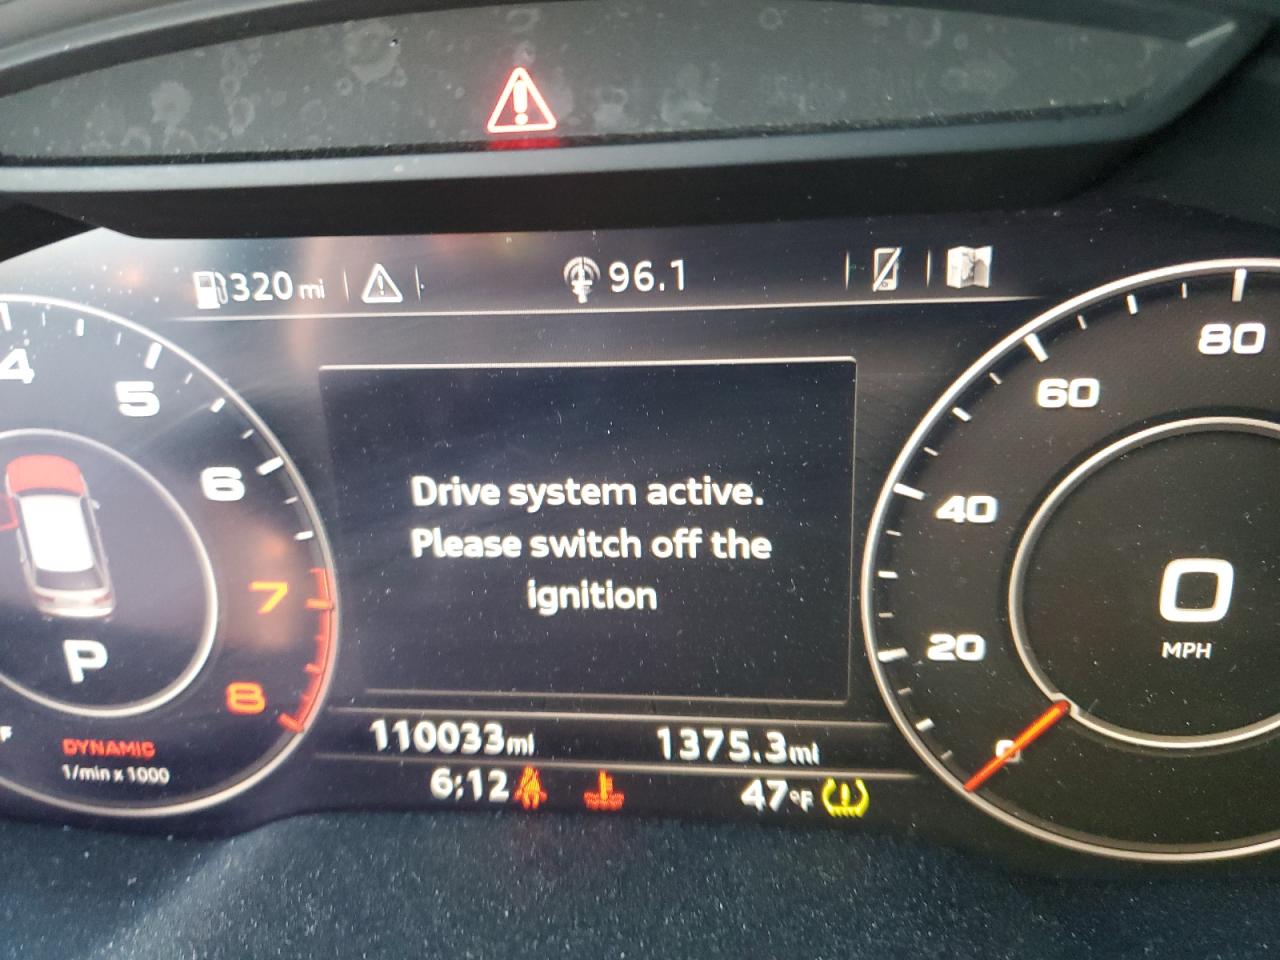 320 mi
96.1
4
5
6
7
8
P
F
DYNAMIC
1/min x 1000
Drive system active.
Please switch off the
ignition
80
60
40
20
0
0
MPH
110033mi
1375.3mi
6:12
47°F